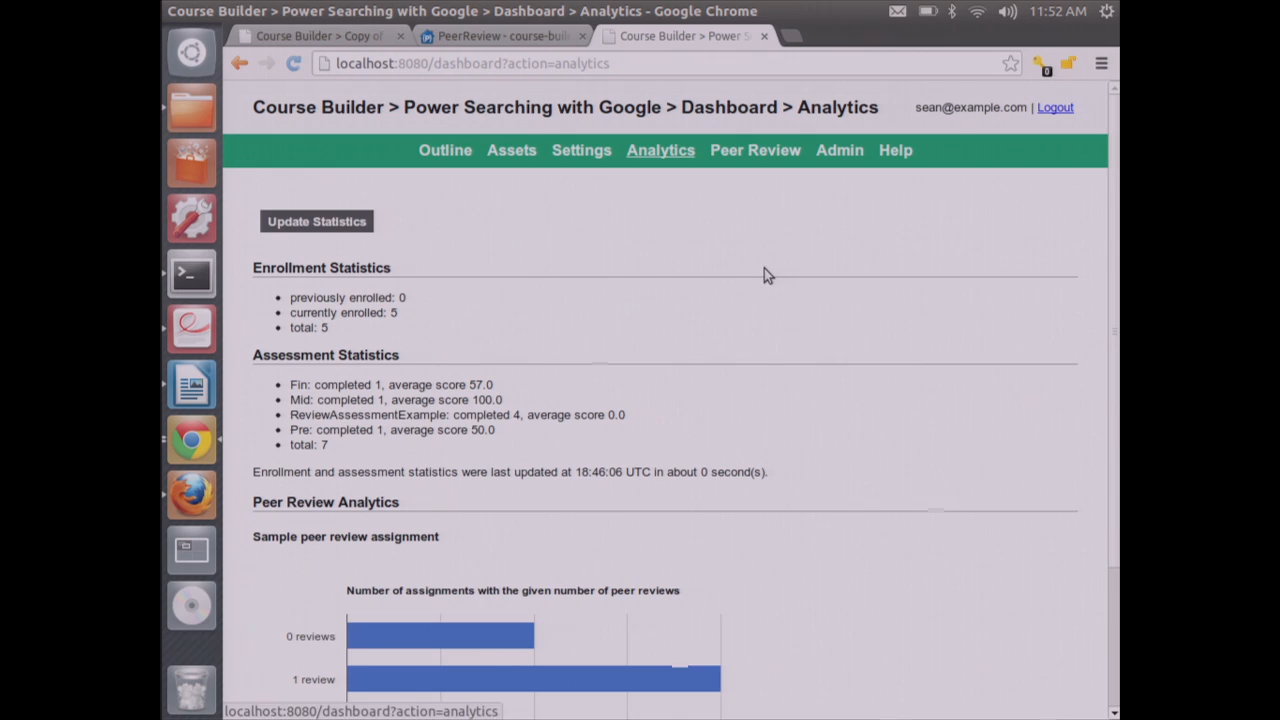 Course Builder > Power Searching with Google > Dashboard > Analytics - Google Chrome
11:52 AM
Course Builder > Copy of
PeerReview - course-buil
Course Builder > Power S
localhost:8080/dashboard?action=analytics
0
Course Builder > Power Searching with Google > Dashboard > Analytics
sean@example.com | Logout
Outline Assets Settings Analytics Peer Review Admin Help
Update Statistics
Enrollment Statistics
previously enrolled: 0
currently enrolled: 5
total: 5
Assessment Statistics
Fin: completed 1, average score 57.0
Mid: completed 1, average score 100.0
ReviewAssessmentExample: completed 4, average score 0.0
Pre: completed 1, average score 50.0
total: 7
Enrollment and assessment statistics were last updated at 18:46:06 UTC in about 0 second(s).
Peer Review Analytics
Sample peer review assignment
Number of assignments with the given number of peer reviews
0 reviews
1 review
localhost:8080/dashboard?action=analytics